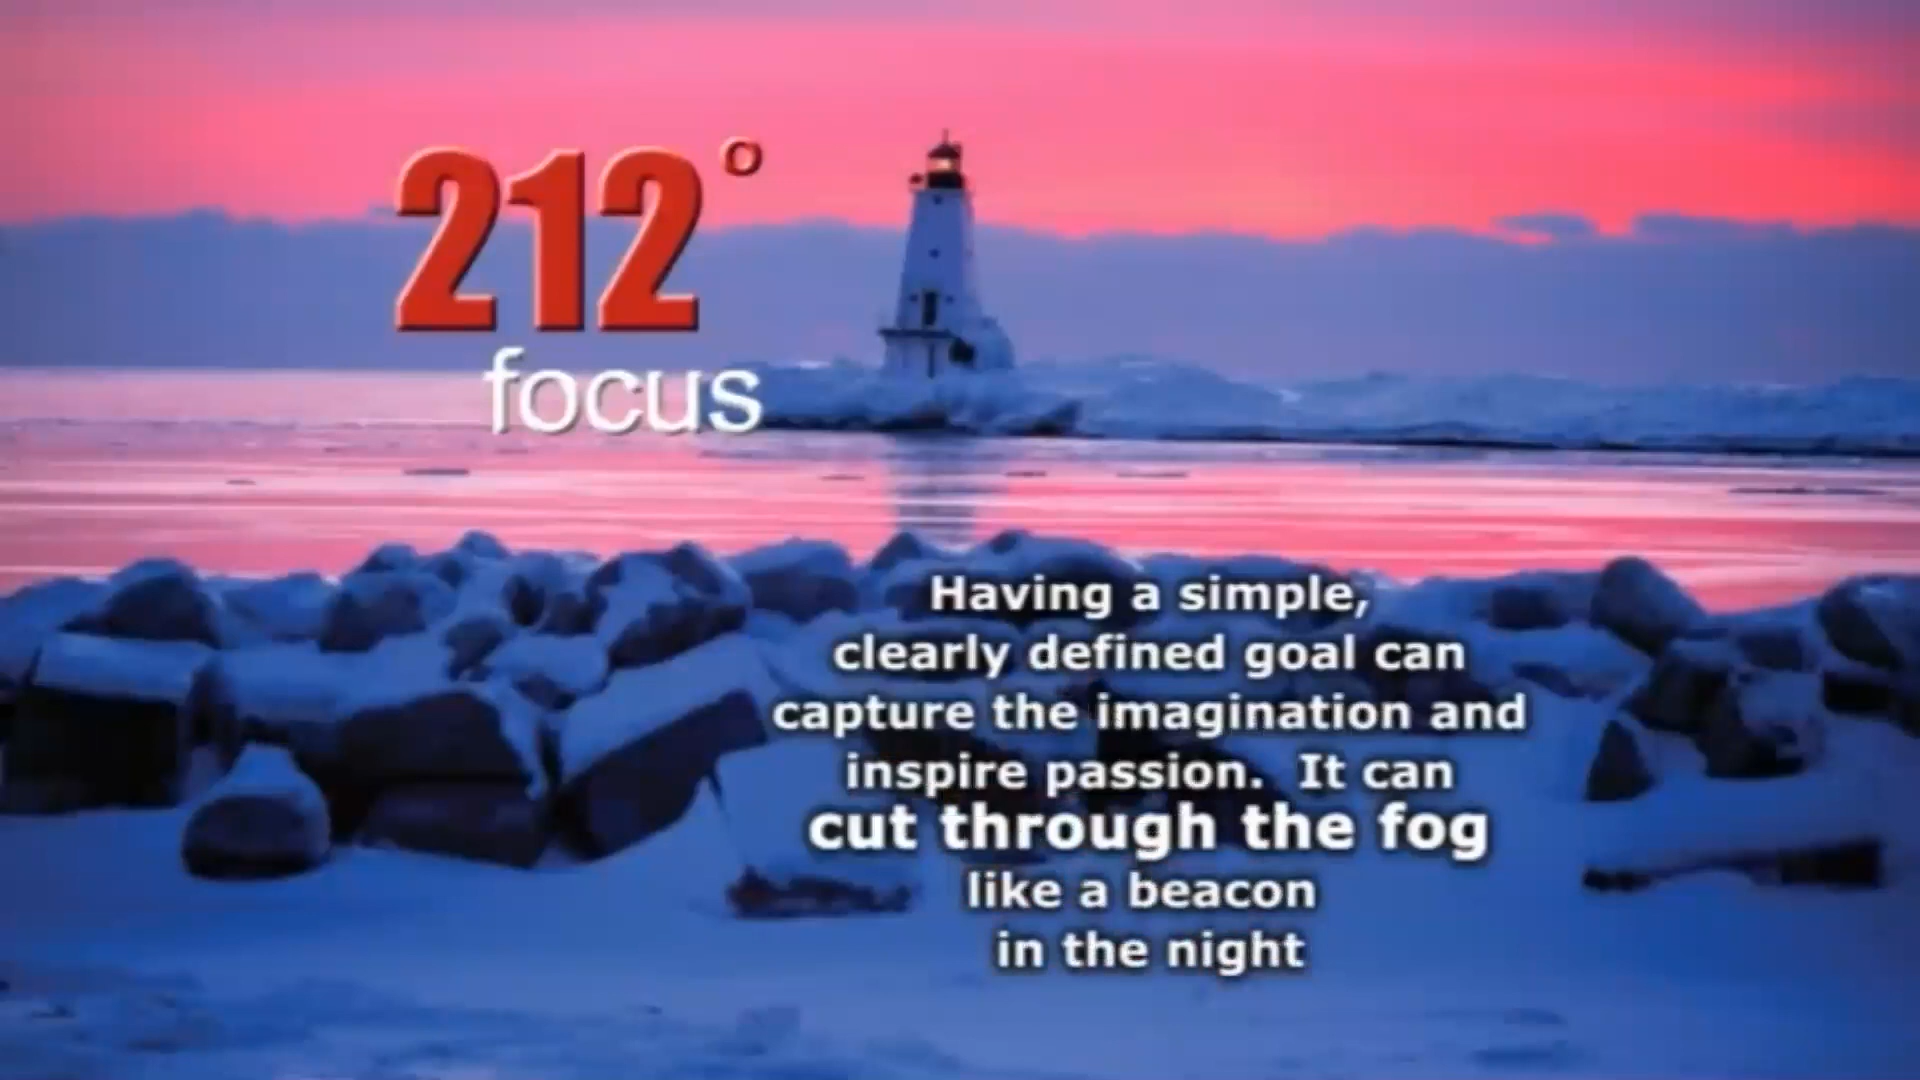 212°
focus
Having a simple,
clearly defined goal can
capture the imagination and
inspire passion.  It can
cut through the fog
like a beacon
in the night